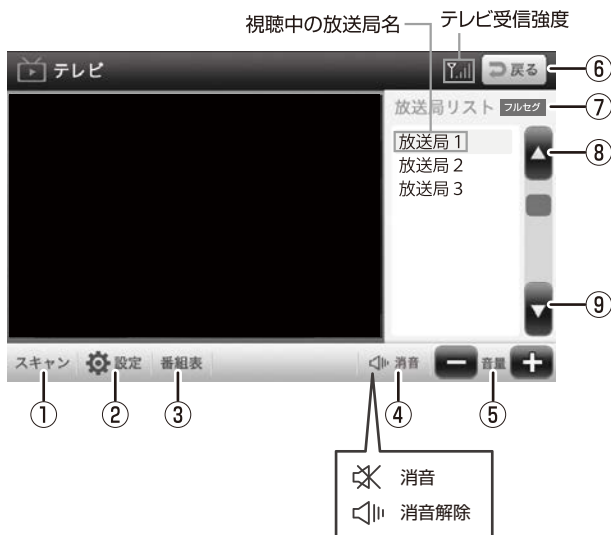 視聴中の放送局名
テレビ受信強度
テレビ
戻る
⑥
放送局リスト フルセグ
⑦
放送局 1
放送局 2
放送局 3
⑧
⑨
スキャン 設定 番組表 消音 音量
① ② ③ ④ ⑤
消音
消音解除